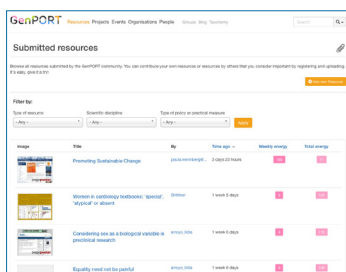 GenPORT Resources Projects Events Organisations People Groups Blog Taxonomy Search
Submitted resources
Browse all resources submitted by the GenPORT community. You can contribute your own resources or resources by others that you consider important by registering and uploading.
It's easy, give it a try!
Add new Resource
Filter by:
Type of resource Scientific discipline Type of policy or practical measure
- Any - - Any - - Any - Apply
Image Title By Time ago Weekly energy Total energy
Promoting Sustainable Change 2 days 23 hours
Women in cardiology textbooks: 'special', 1 week 5 days
'atypical' or absent
Considering sex as a biological variable in 1 week 6 days
preclinical research
Equality need not be painful 1 week 6 days